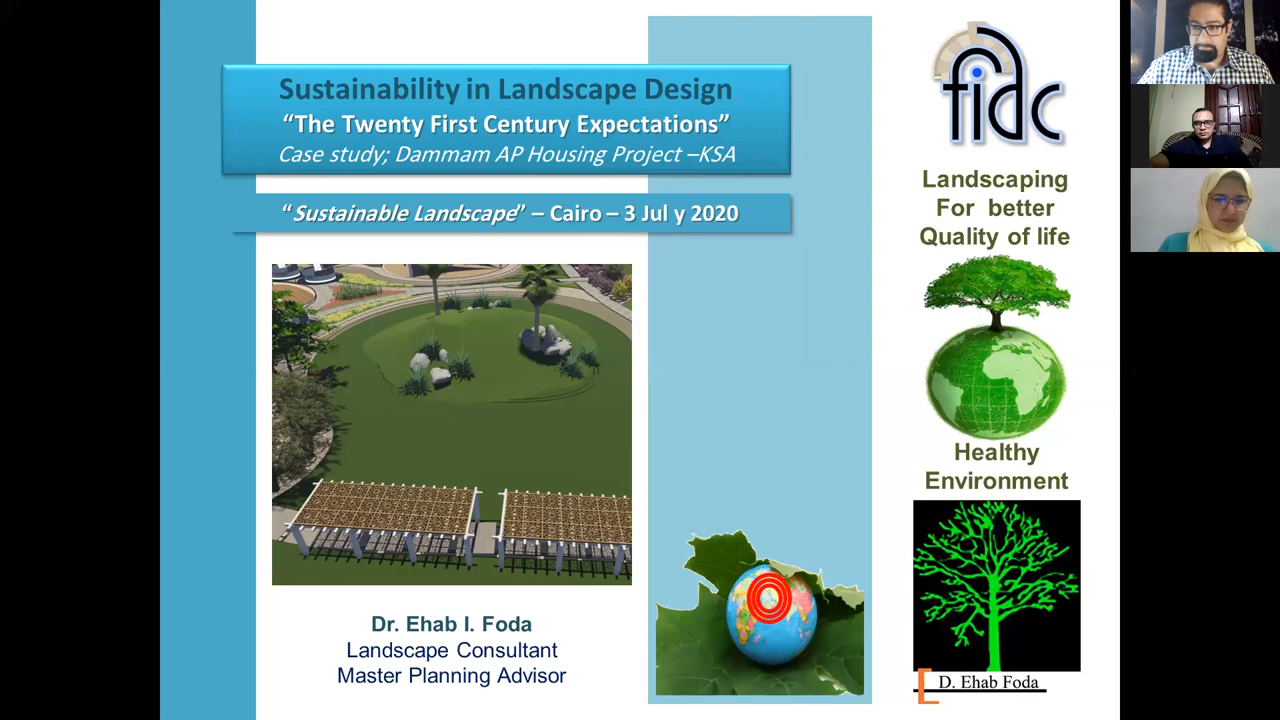 Sustainability in Landscape Design
“The Twenty First Century Expectations”
Case study; Dammam AP Housing Project –KSA
“Sustainable Landscape” – Cairo – 3 Jul y 2020
Dr. Ehab I. Foda
Landscape Consultant
Master Planning Advisor
fidc
Landscaping
For better
Quality of life
Healthy
Environment
D. Ehab Foda